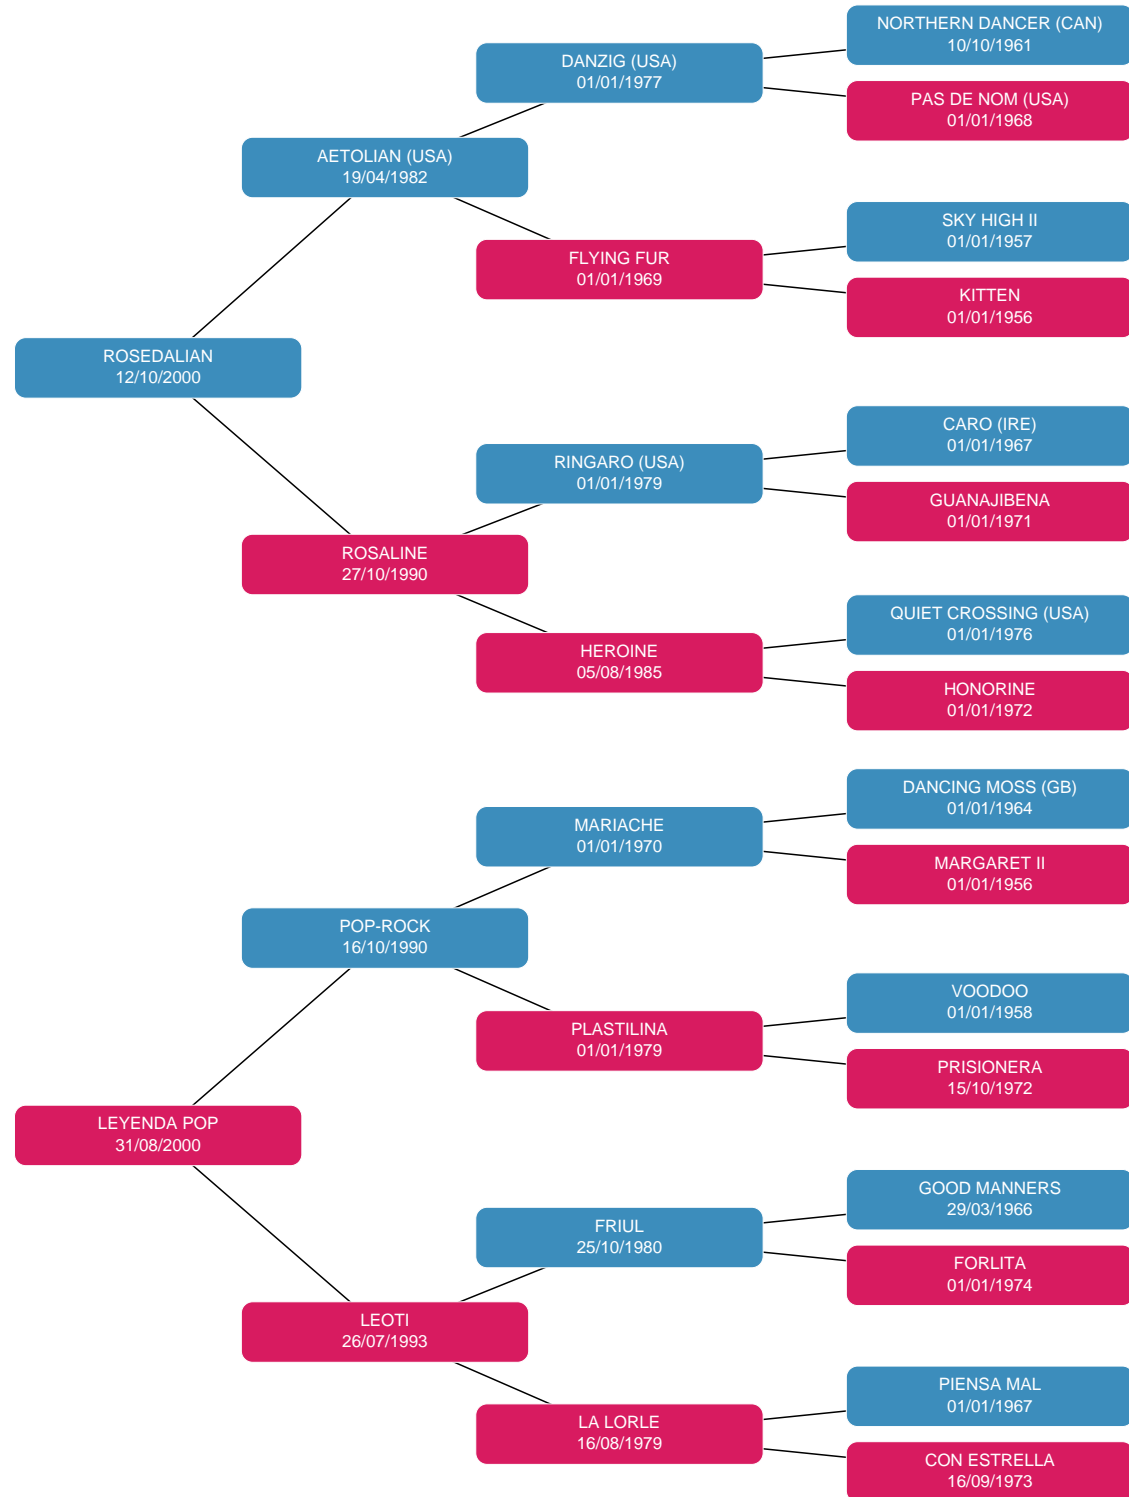 NORTHERN DANCER (CAN)
10/10/1961
DANZIG (USA)
01/01/1977
PAS DE NOM (USA)
01/01/1968
AETOLIAN (USA)
19/04/1982
SKY HIGH II
01/01/1957
FLYING FUR
01/01/1969
KITTEN
01/01/1956
ROSEDALIAN
12/10/2000
CARO (IRE)
01/01/1967
RINGARO (USA)
01/01/1979
GUANAJIBENA
01/01/1971
ROSALINE
27/10/1990
QUIET CROSSING (USA)
01/01/1976
HEROINE
05/08/1985
HONORINE
01/01/1972
DANCING MOSS (GB)
01/01/1964
MARIACHE
01/01/1970
MARGARET II
01/01/1956
POP-ROCK
16/10/1990
VOODOO
01/01/1958
PLASTILINA
01/01/1979
PRISIONERA
15/10/1972
LEYENDA POP
31/08/2000
GOOD MANNERS
29/03/1966
FRIUL
25/10/1980
FORLITA
01/01/1974
LEOTI
26/07/1993
PIENSA MAL
01/01/1967
LA LORLE
16/08/1979
CON ESTRELLA
16/09/1973